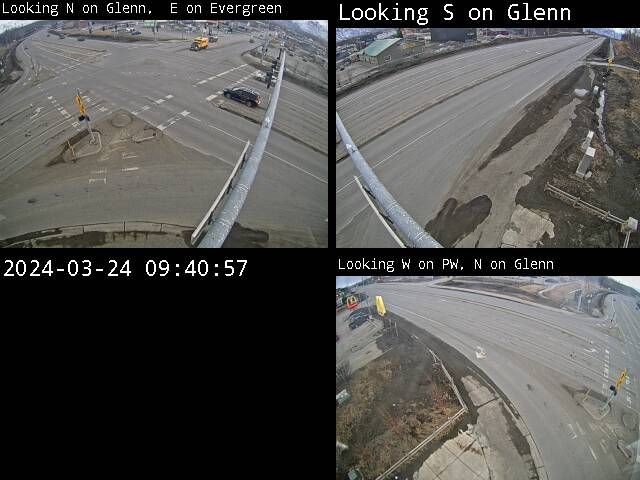 Looking N on Glenn,  E on Evergreen
Looking S on Glenn
2024-03-24 09:40:57
Looking W on PW, N on Glenn